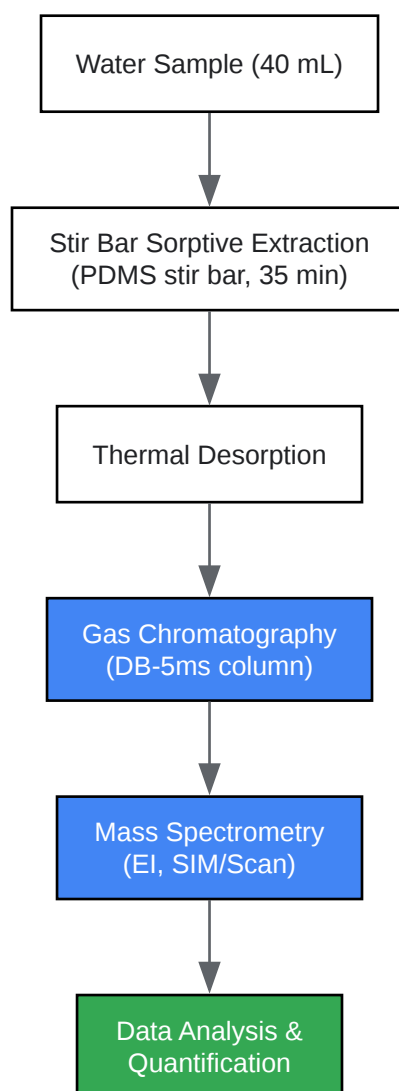 Water Sample (40 mL)
Stir Bar Sorptive Extraction
(PDMS stir bar, 35 min)
Thermal Desorption
Gas Chromatography
(DB-5ms column)
Mass Spectrometry
(EI, SIM/Scan)
Data Analysis &
Quantification